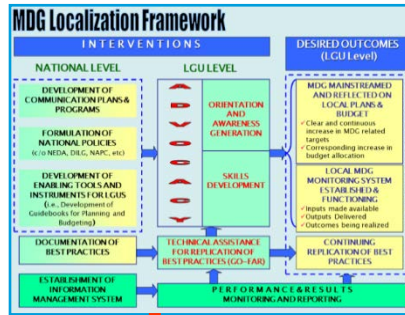 MDG Localization Framework
INTERVENTIONS
DESIRED OUTCOMES
(LGU Level)
NATIONAL LEVEL
LGU LEVEL
DEVELOPMENT OF
COMMUNICATION PLANS &
PROGRAMS
FORMULATION OF
NATIONAL POLICIES
(c/o NEDA, DILG, NAPC, etc)
DEVELOPMENT OF
ENABLING TOOLS AND
INSTRUMENTS FOR LGUS
(i.e., Development of
Guidebooks for Planning and
Budgeting)
DOCUMENTATION OF
BEST PRACTICES
ESTABLISHMENT OF
INFORMATION
MANAGEMENT SYSTEM
A
D
V
O
C
A
C
Y
ORIENTATION
AND
AWARENESS
GENERATION
SKILLS
DEVELOPMENT
TECHNICAL ASSISTANCE
FOR REPLICATION OF
BEST PRACTICES (GO-FAR)
PERFORMANCE & RESULTS
MONITORING AND REPORTING
MDG MAINSTREAMED
AND REFLECTED ON
LOCAL PLANS &
BUDGET
✓Clear and continuous
increase in MDG related
targets
✓Corresponding increase
in budget allocation
LOCAL MDG
MONITORING SYSTEM
ESTABLISHED &
FUNCTIONING
✓Inputs made available
✓Outputs Delivered
✓Outcomes being realized
CONTINUING
REPLICATION OF BEST
PRACTICES